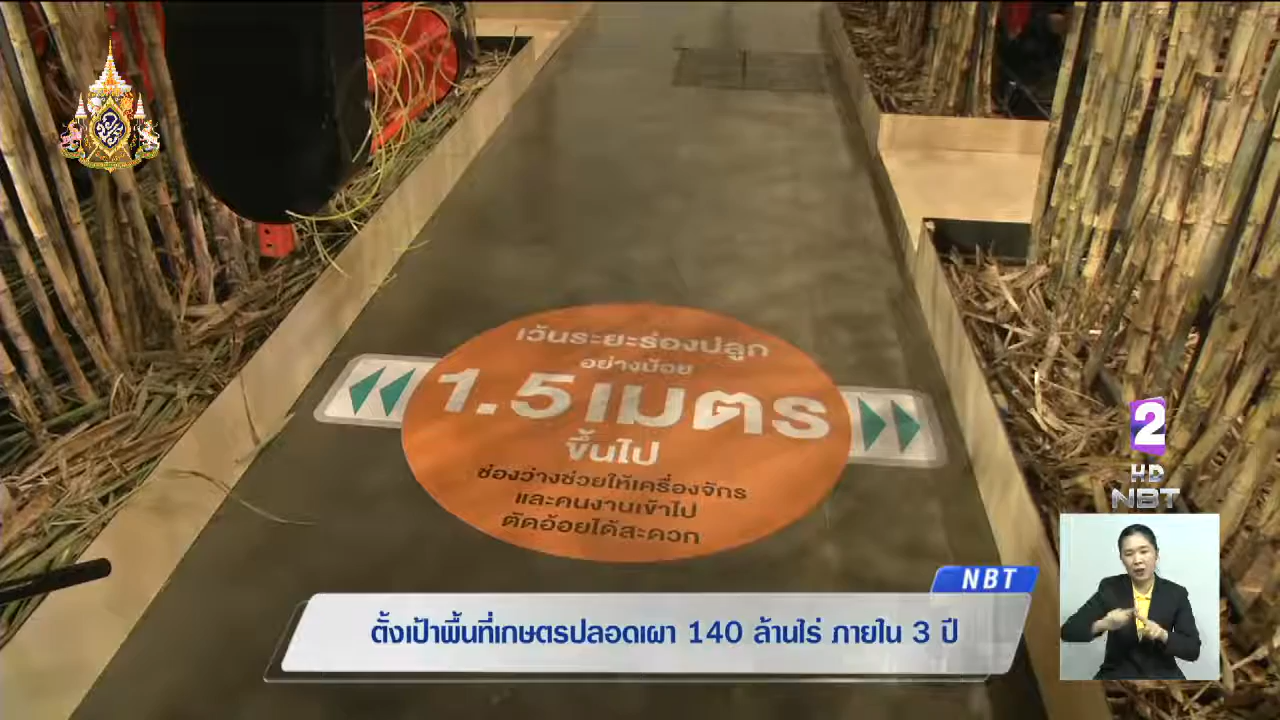 เว้นระยะร่องปลูก
อย่างน้อย
1.5 เมตร
ขึ้นไป
ช่องว่างช่วยให้เครื่องจักร
และคนงานเข้าไป
ตัดอ้อยได้สะดวก
2
HD
NBT
NBT
ตั้งเป้าพื้นที่เกษตรปลอดเผา 140 ล้านไร่ ภายใน 3 ปี